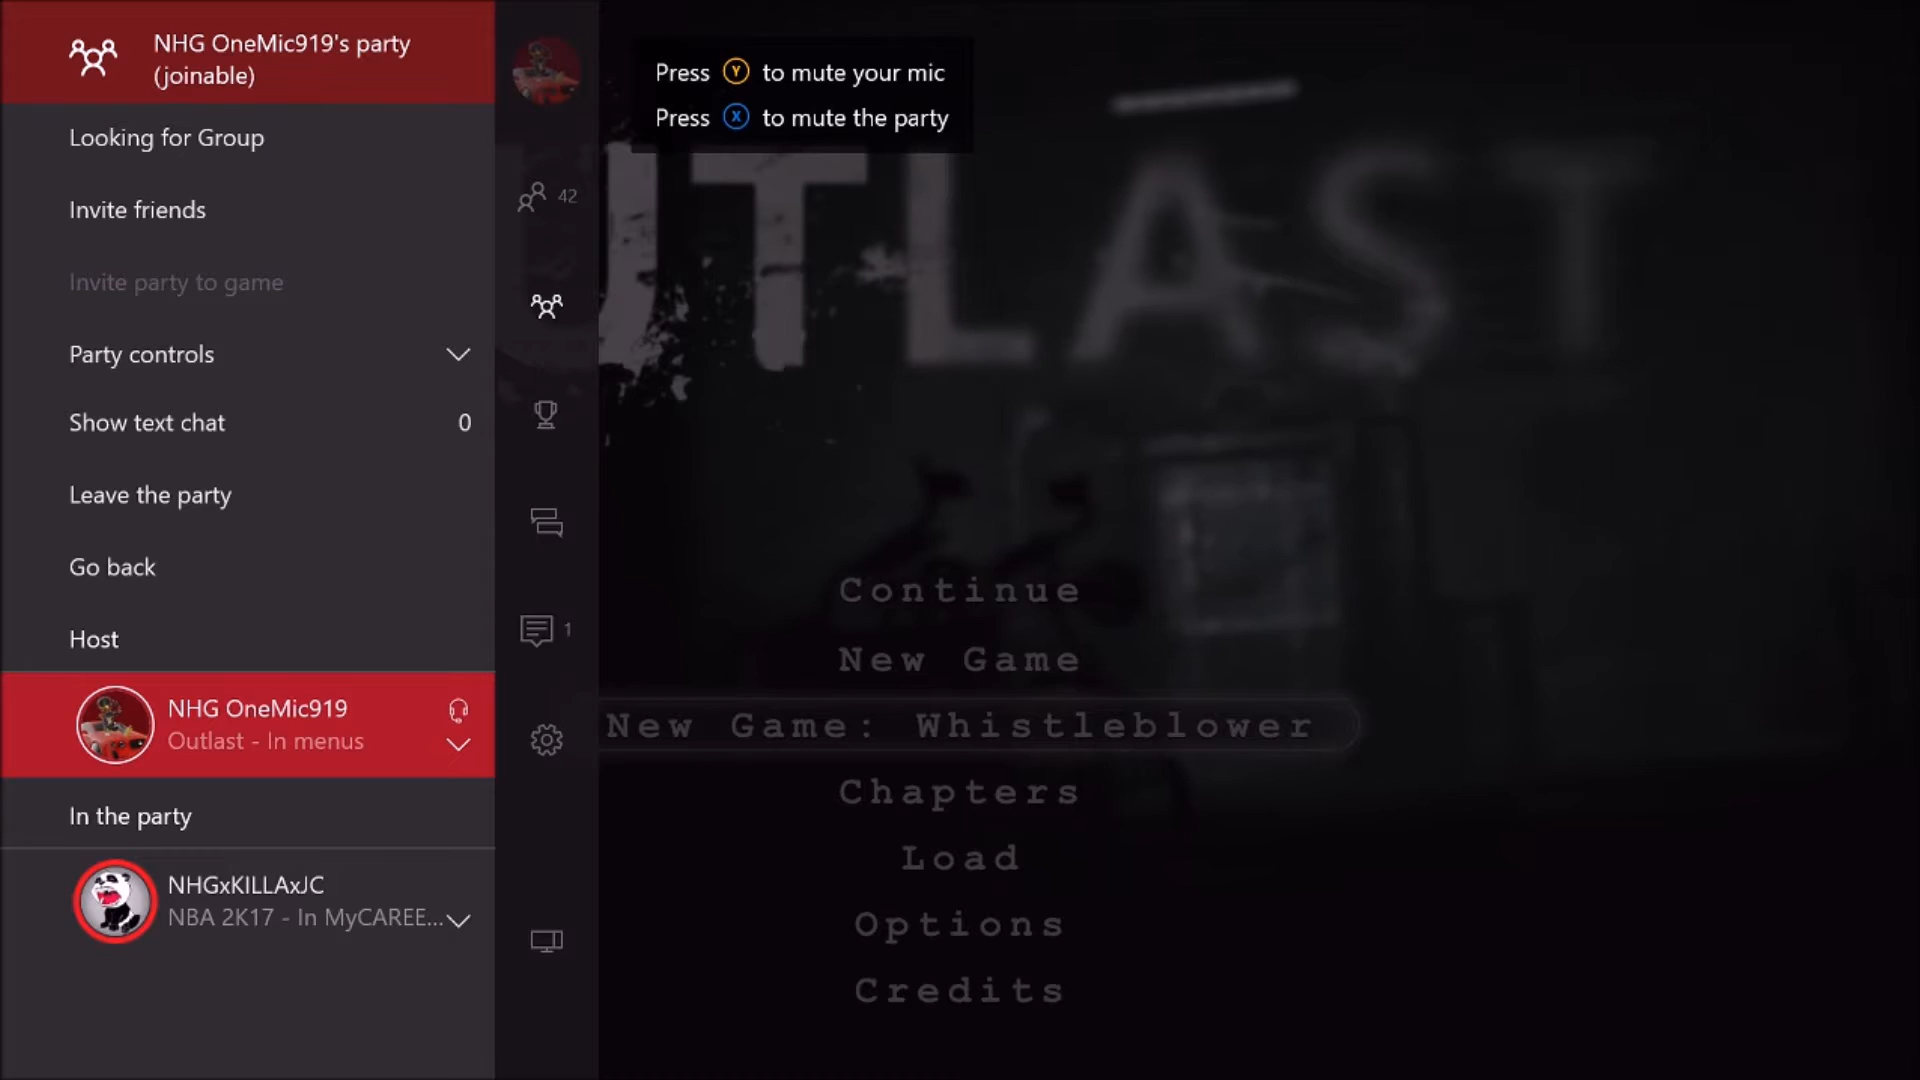 NHG OneMic919's party
(joinable)
Looking for Group
Invite friends
Invite party to game
Party controls
Show text chat 0
Leave the party
Go back
Host
NHG OneMic919
Outlast - In menus
In the party
NHGxKILLAxJC
NBA 2K17 - In MyCAREE...
42
1
Press Y to mute your mic
Press X to mute the party
UTLAST
Continue
New Game
New Game: Whistleblower
Chapters
Load
Options
Credits